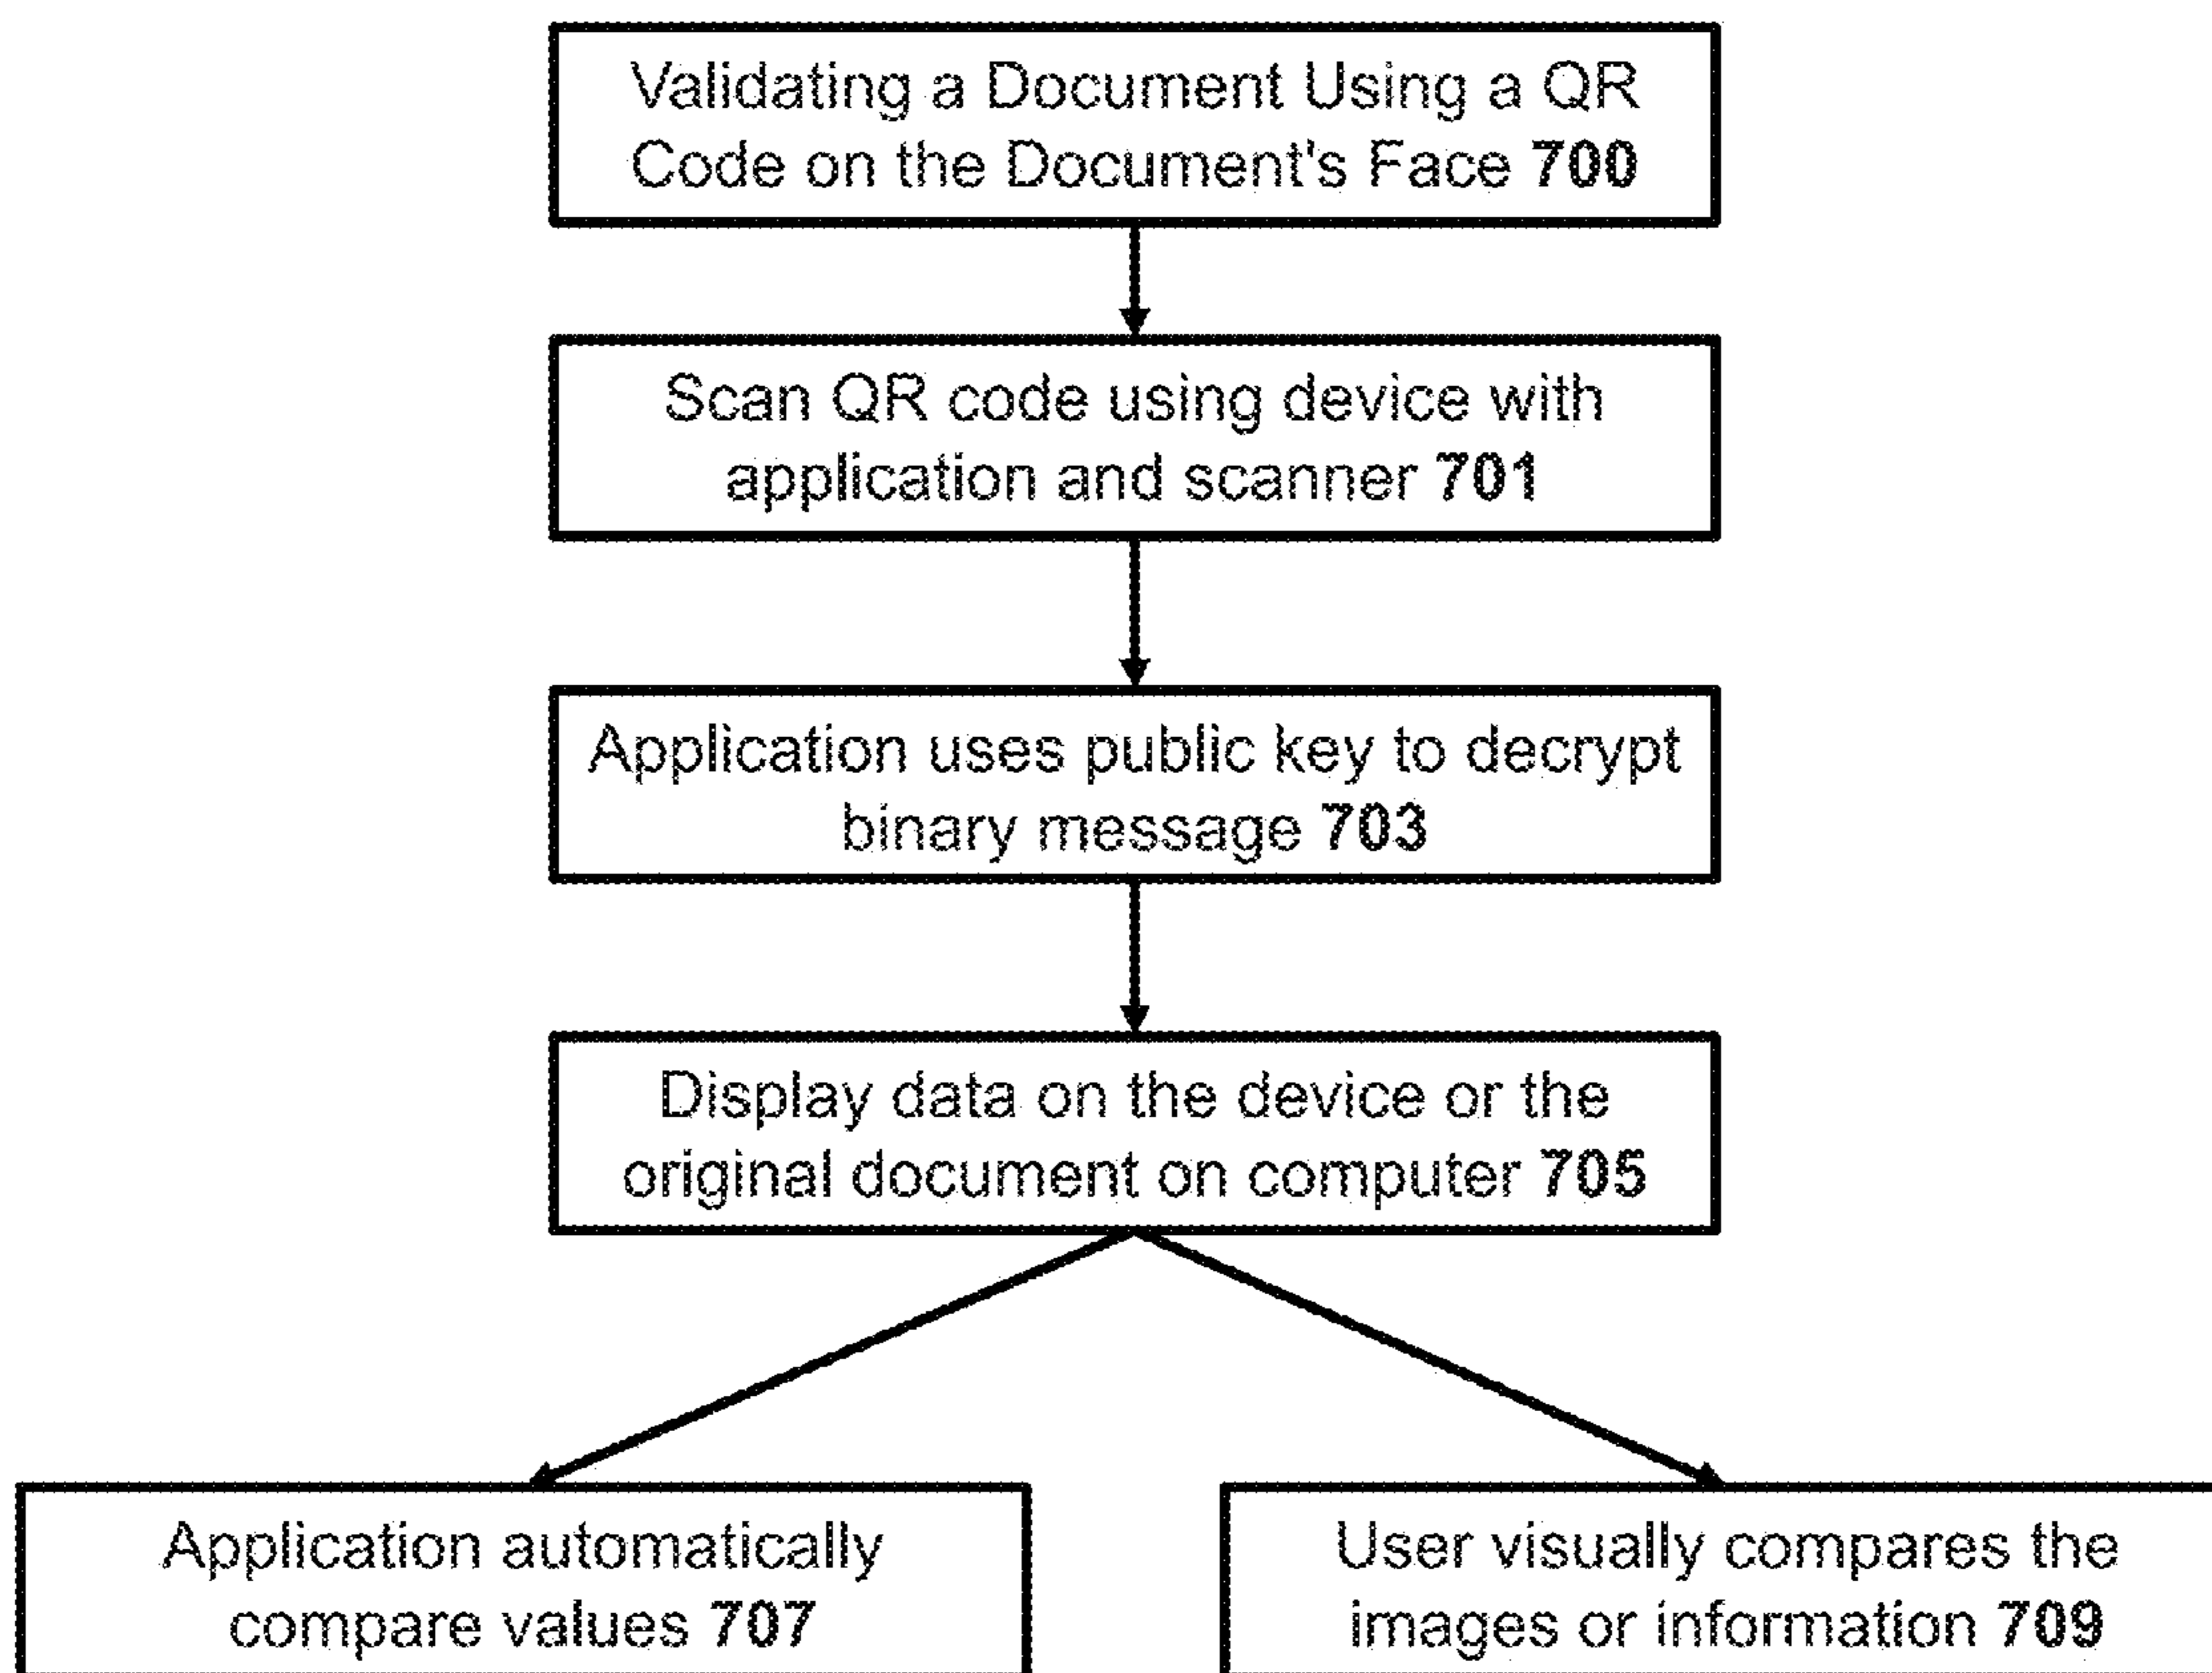 Validating a Document Using a QR
Code on the Document's Face 700
Scan QR code using device with
application and scanner 701
Application uses public key to decrypt
binary message 703
Display data on the device or the
original document on computer 705
Application automatically
compare values 707
User visually compares the
images or information 709